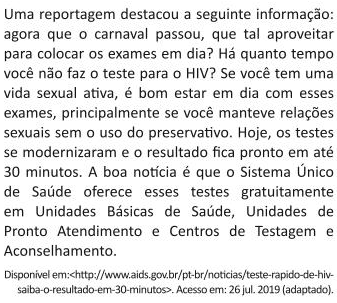 Uma reportagem destacou a seguinte informação:
agora que o carnaval passou, que tal aproveitar
para colocar os exames em dia? Há quanto tempo
você não faz o teste para o HIV? Se você tem uma
vida sexual ativa, é bom estar em dia com esses
exames, principalmente se você manteve relações
sexuais sem o uso do preservativo. Hoje, os testes
se modernizaram e o resultado fica pronto em até
30 minutos. A boa notícia é que o Sistema Único
de Saúde oferece esses testes gratuitamente
em Unidades Básicas de Saúde, Unidades de
Pronto Atendimento e Centros de Testagem e
Aconselhamento.
Disponível em:<http://www.aids.gov.br/pt-br/noticias/teste-rapido-de-hiv-
saiba-o-resultado-em-30-minutos>. Acesso em: 26 jul. 2019 (adaptado).